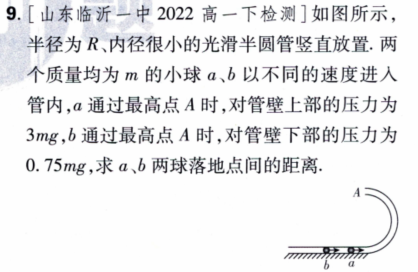 9. [山东临沂一中 2022 高一下检测]如图所示，
半径为 R、内径很小的光滑半圆管竖直放置. 两
个质量均为 m 的小球 a、b 以不同的速度进入
管内，a 通过最高点 A 时，对管壁上部的压力为
3mg，b 通过最高点 A 时，对管壁下部的压力为
0.75mg，求 a、b 两球落地点间的距离.
A
b a